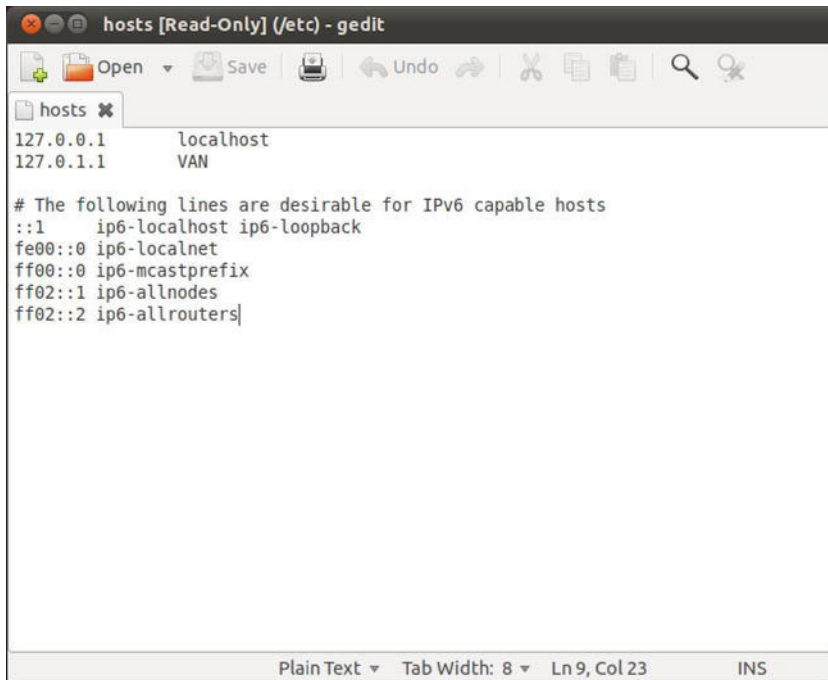 hosts [Read-Only] (/etc) - gedit
Open Save Undo
hosts
127.0.0.1 localhost
127.0.1.1 VAN
# The following lines are desirable for IPv6 capable hosts
::1 ip6-localhost ip6-loopback
fe00::0 ip6-localnet
ff00::0 ip6-mcastprefix
ff02::1 ip6-allnodes
ff02::2 ip6-allrouters
Plain Text Tab Width: 8 Ln 9, Col 23 INS